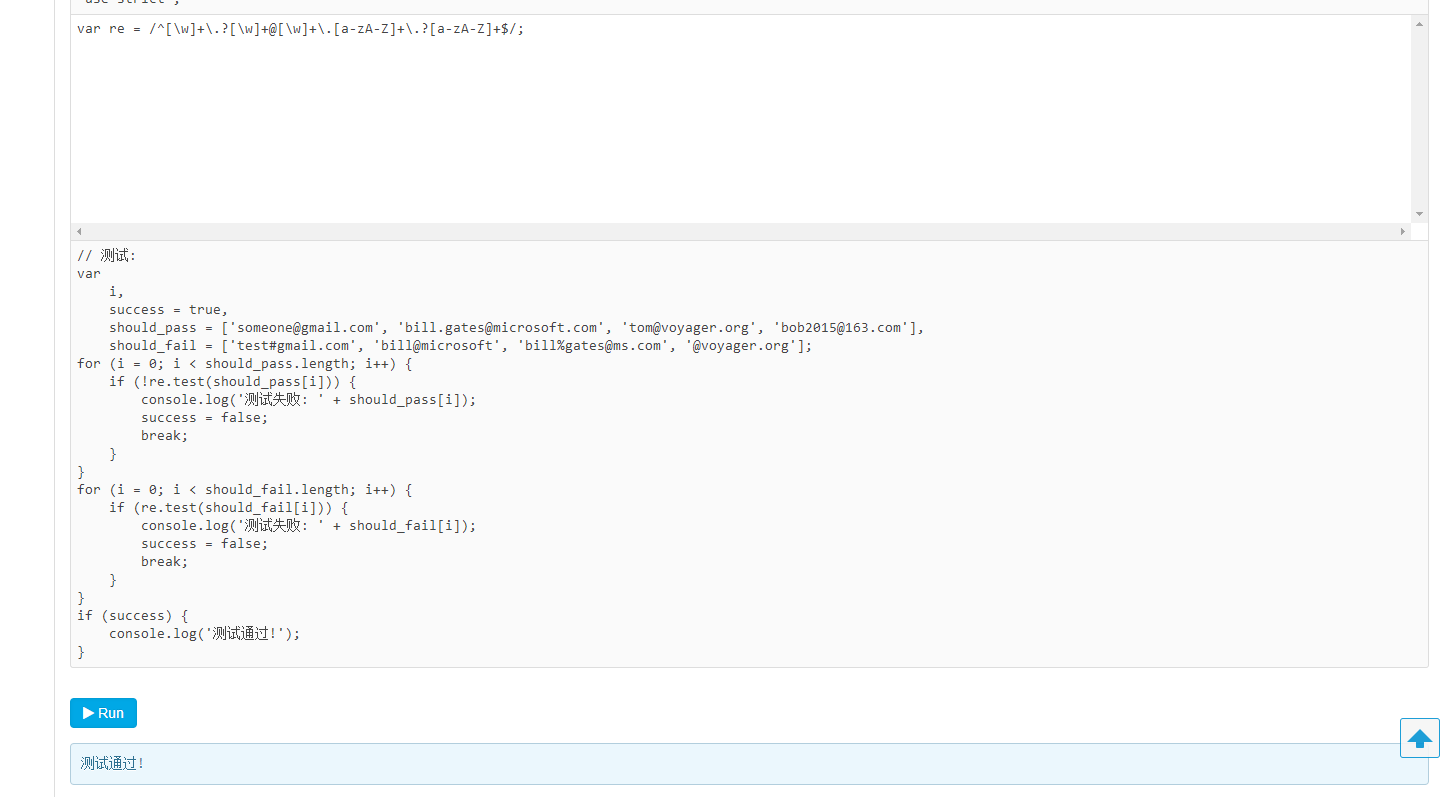 'use strict';
var re = /^[\w]+\.?[\w]+@[\w]+\.[a-zA-Z]+\.?[a-zA-Z]+$/;
// 测试:
var
    i,
    success = true,
    should_pass = ['someone@gmail.com', 'bill.gates@microsoft.com', 'tom@voyager.org', 'bob2015@163.com'],
    should_fail = ['test#gmail.com', 'bill@microsoft', 'bill%gates@ms.com', '@voyager.org'];
for (i = 0; i < should_pass.length; i++) {
    if (!re.test(should_pass[i])) {
        console.log('测试失败: ' + should_pass[i]);
        success = false;
        break;
    }
}
for (i = 0; i < should_fail.length; i++) {
    if (re.test(should_fail[i])) {
        console.log('测试失败: ' + should_fail[i]);
        success = false;
        break;
    }
}
if (success) {
    console.log('测试通过!');
}
Run
测试通过!